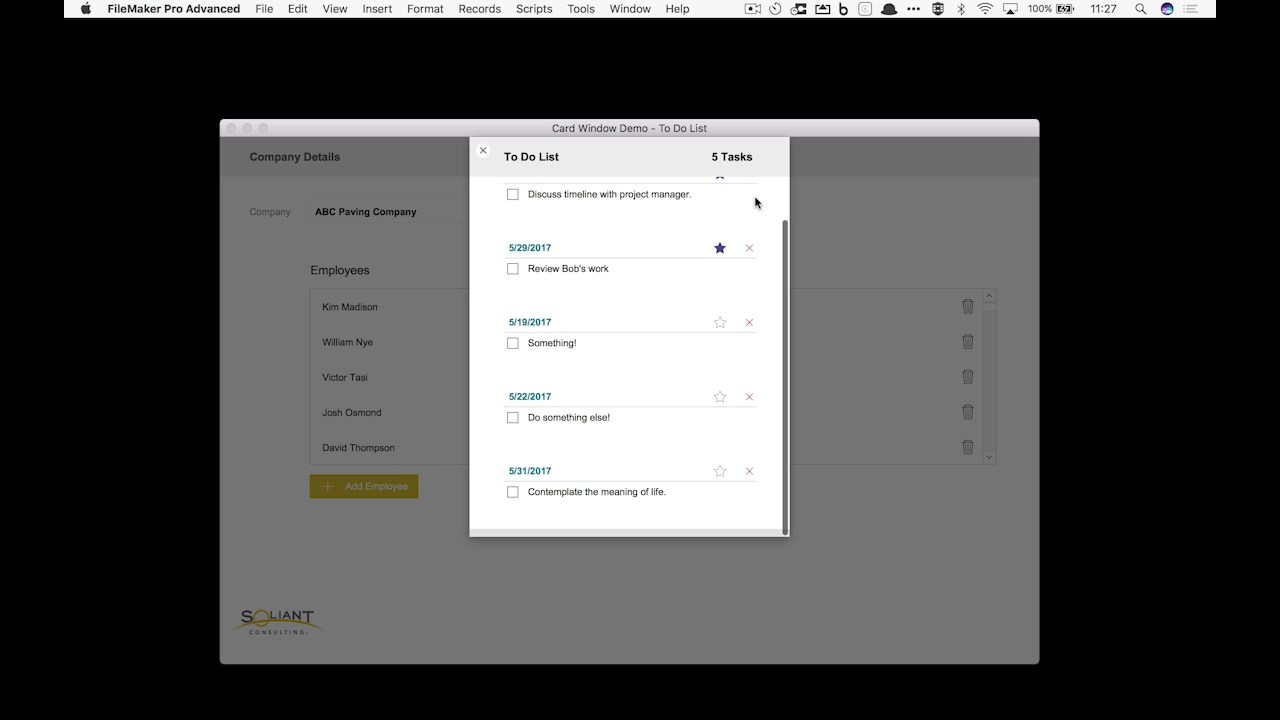 FileMaker Pro Advanced File Edit View Insert Format Records Scripts Tools Window Help 100% 11:27
Card Window Demo - To Do List
Company Details
Company ABC Paving Company
Employees
Kim Madison
William Nye
Victor Tasi
Josh Osmond
David Thompson
Add Employee
SOLIANT
CONSULTING
To Do List 5 Tasks
Discuss timeline with project manager.
5/29/2017
Review Bob's work
5/19/2017
Something!
5/22/2017
Do something else!
5/31/2017
Contemplate the meaning of life.